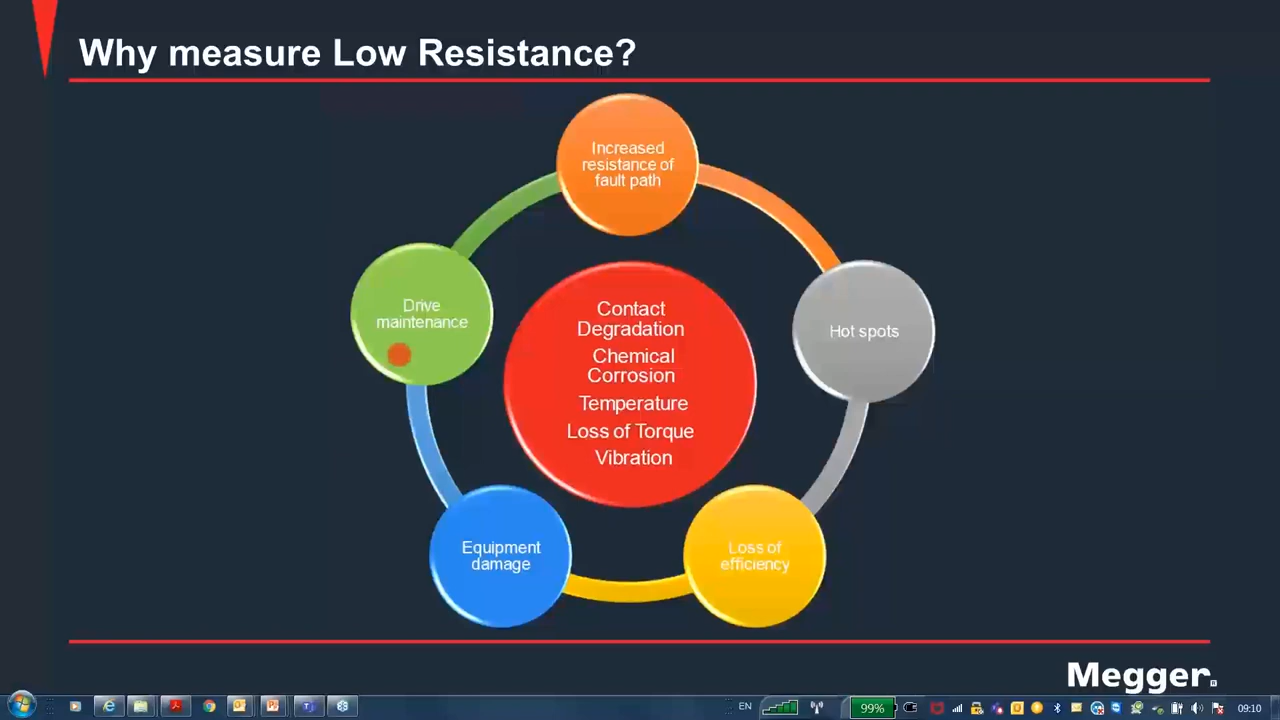 Why measure Low Resistance?
Increased
resistance of
fault path
Drive
maintenance
Contact
Degradation
Chemical
Corrosion
Temperature
Loss of Torque
Vibration
Hot spots
Equipment
damage
Loss of
efficiency
Megger
EN
99%
09:10